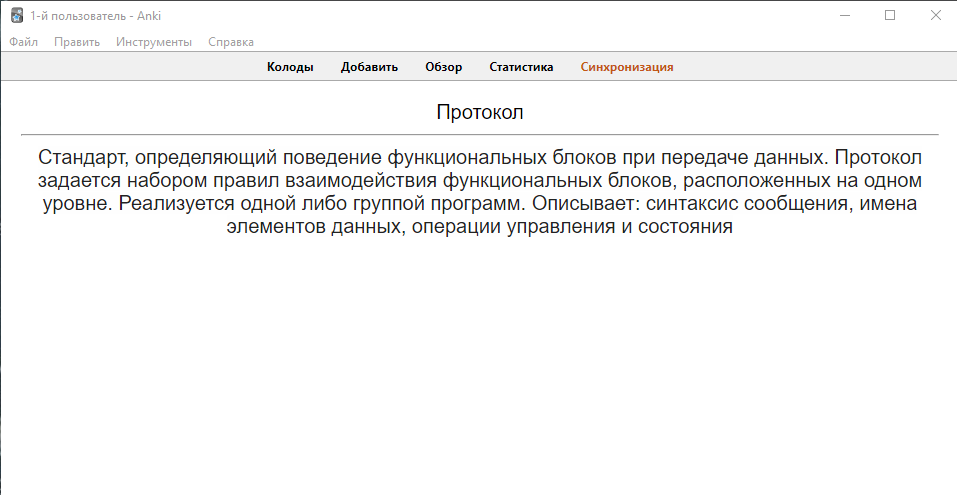 1-й пользователь - Anki
Файл Править Инструменты Справка
Колоды Добавить Обзор Статистика Синхронизация
Протокол
Стандарт, определяющий поведение функциональных блоков при передаче данных. Протокол
задается набором правил взаимодействия функциональных блоков, расположенных на одном
уровне. Реализуется одной либо группой программ. Описывает: синтаксис сообщения, имена
элементов данных, операции управления и состояния